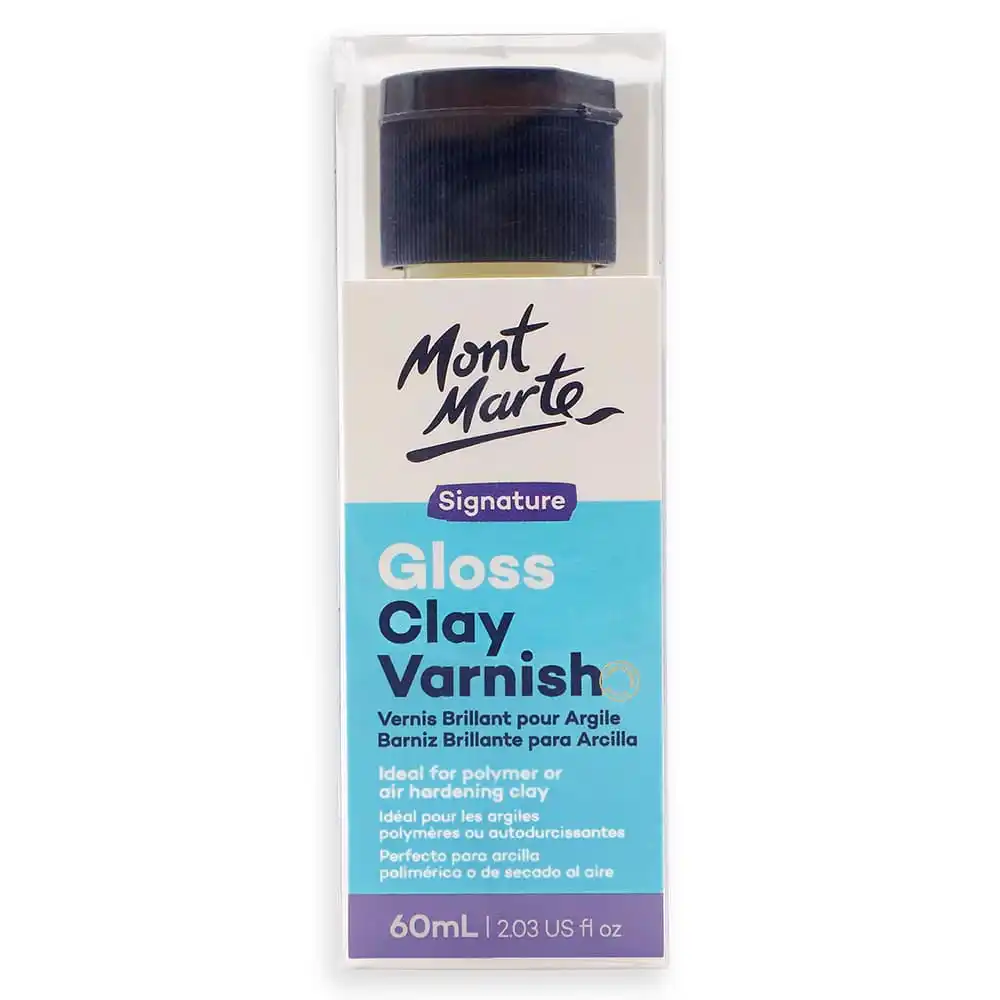 Mont
Marte
Signature
Gloss
Clay
Varnish
Vernis Brillant pour Argile
Barniz Brillante para Arcilla
Ideal for polymer or
air hardening clay
Idéal pour les argiles
polymères ou autodurcissantes
Perfecto para arcilla
polimérica o de secado al aire
60mL | 2.03 US fl oz